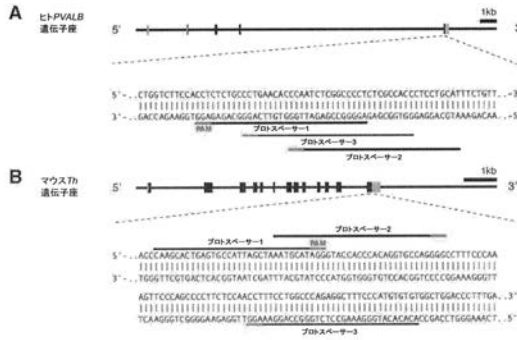 A
ヒトPVALB
遺伝子座
5'
3'
1kb
5'-..CTGGTCTTCCACCTCTCTGCCCTGAACACCCAATCTCGGCCCCTCTCGCCACCCTCCTGCATTTCTGTT
3'-..GACCAGAAGGTGGAGAGACGGGACTTGTGGGTTAGAGCCGGGGAGAGCGGTGGGAGGACGTAAAGACAA
PAM
プロトスペーサー1
プロトスペーサー3
プロトスペーサー2
B
マウスTh
遺伝子座
5'
3'
1kb
プロトスペーサー2
プロトスペーサー1
PAM
5'-.. ACCCAAGCACTGAGTGCCATTAGCTAAATGCATAGGGTACCACCCACAGGTGCCAGGGGCCTTTCCCAA
3'-.. TGGGTTCGTGACTCACGGTAATCGATTTACGTATCCCATGGTGGGTGTCCACGGTCCCCGGAAAGGGTT
AGTTCCCAGCCCCTTCTCCAACCTTTCCTGGCCCAGAGGCTTTCCCATGTGTGTGGCTGGACCCTTTGA
TCAAGGGTCGGGGAAGAGGTTGGAAAGGACCGGGTCTCCGAAAGGGTACACACACCGACCTGGGAAACT..
プロトスペーサー3